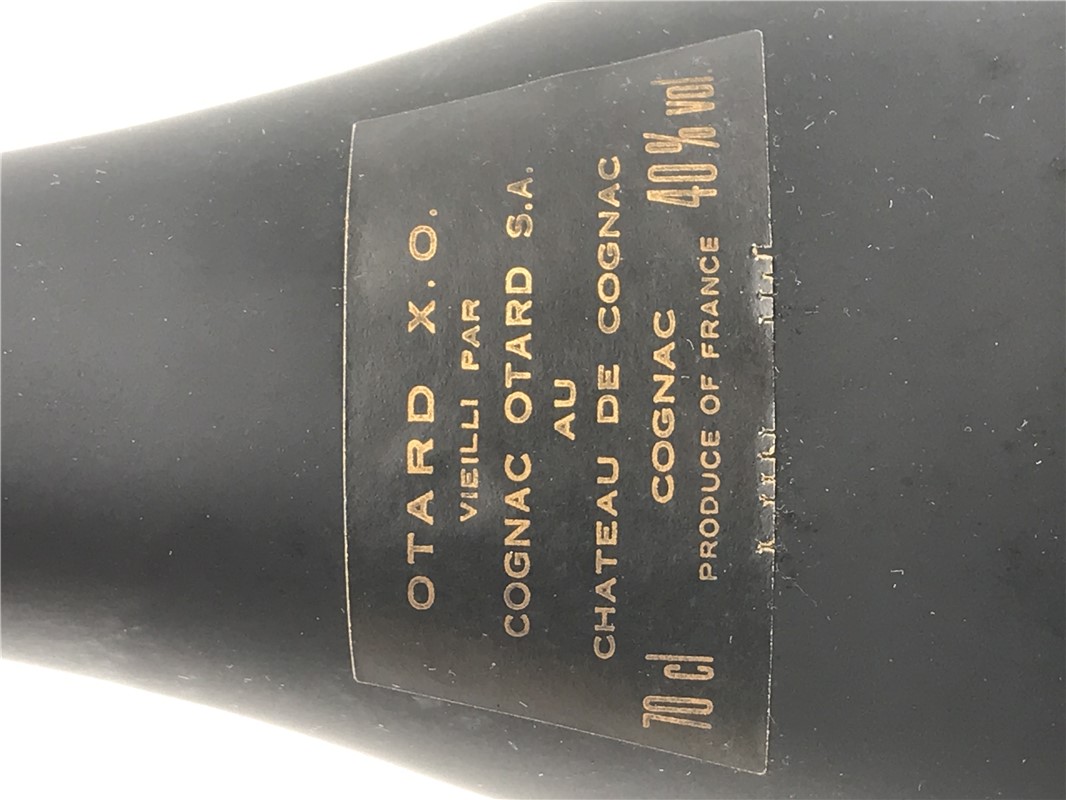 OTARD X.O.
VIEILLI PAR
COGNAC OTARD S.A.
AU
CHATEAU DE COGNAC
COGNAC
70 cl PRODUCE OF FRANCE 40% vol